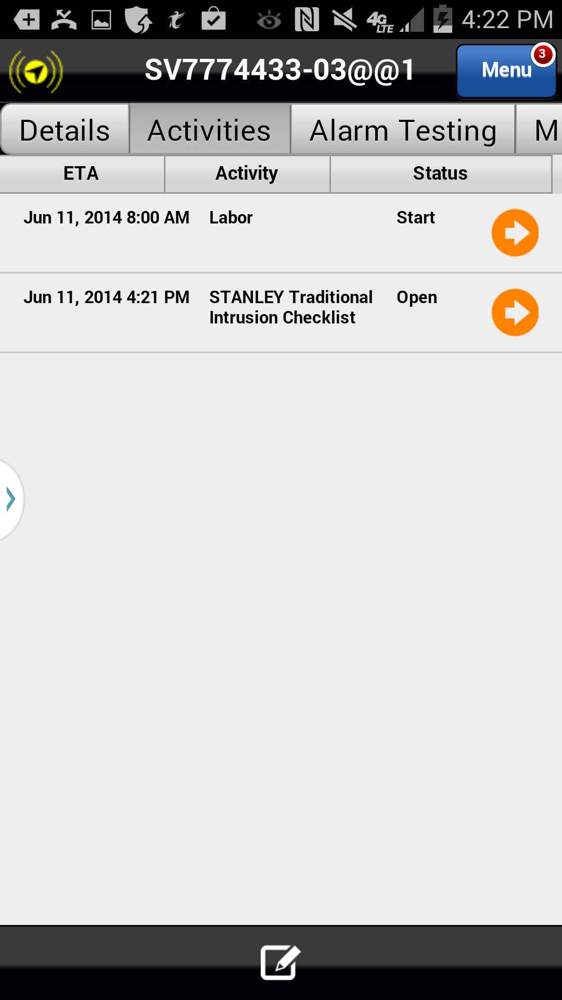 4G LTE 4:22 PM
SV7774433-03@@1
Menu
3
Details Activities Alarm Testing M
ETA Activity Status
Jun 11, 2014 8:00 AM Labor Start
Jun 11, 2014 4:21 PM STANLEY Traditional Open
Intrusion Checklist